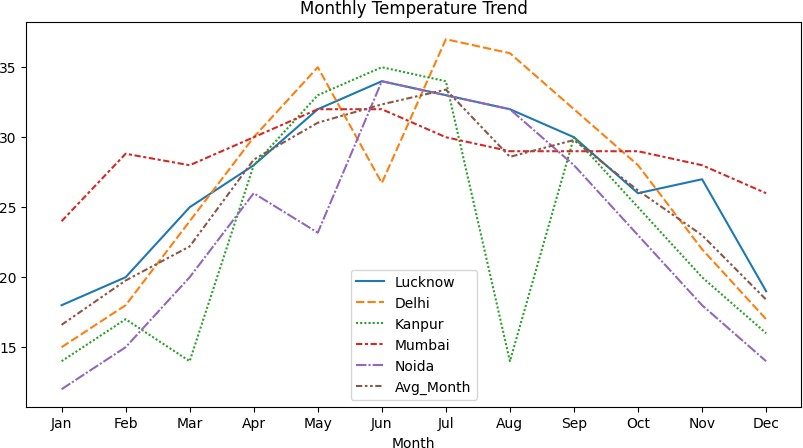 Monthly Temperature Trend
35
30
25
20
15
Lucknow
Delhi
Kanpur
Mumbai
Noida
Avg_Month
Jan Feb Mar Apr May Jun Jul Aug Sep Oct Nov Dec
Month